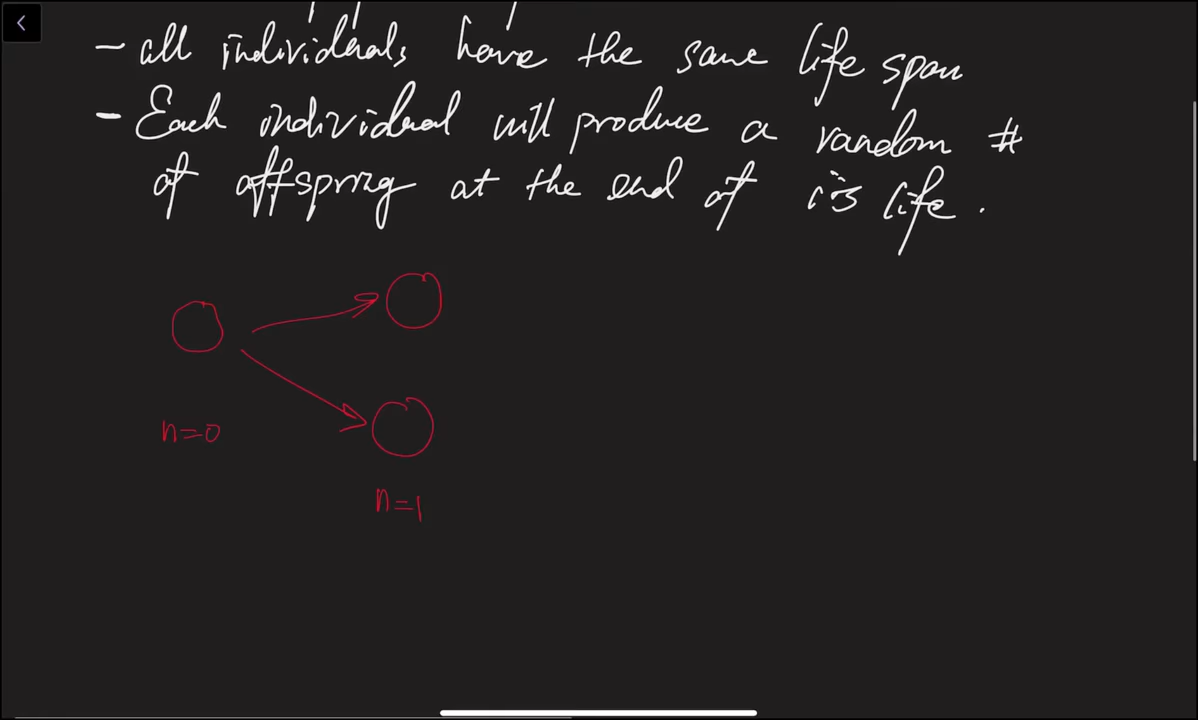 - all individuals have the same life span
- Each individual will produce a random #
of offspring at the end of is life.
n=0
n=1